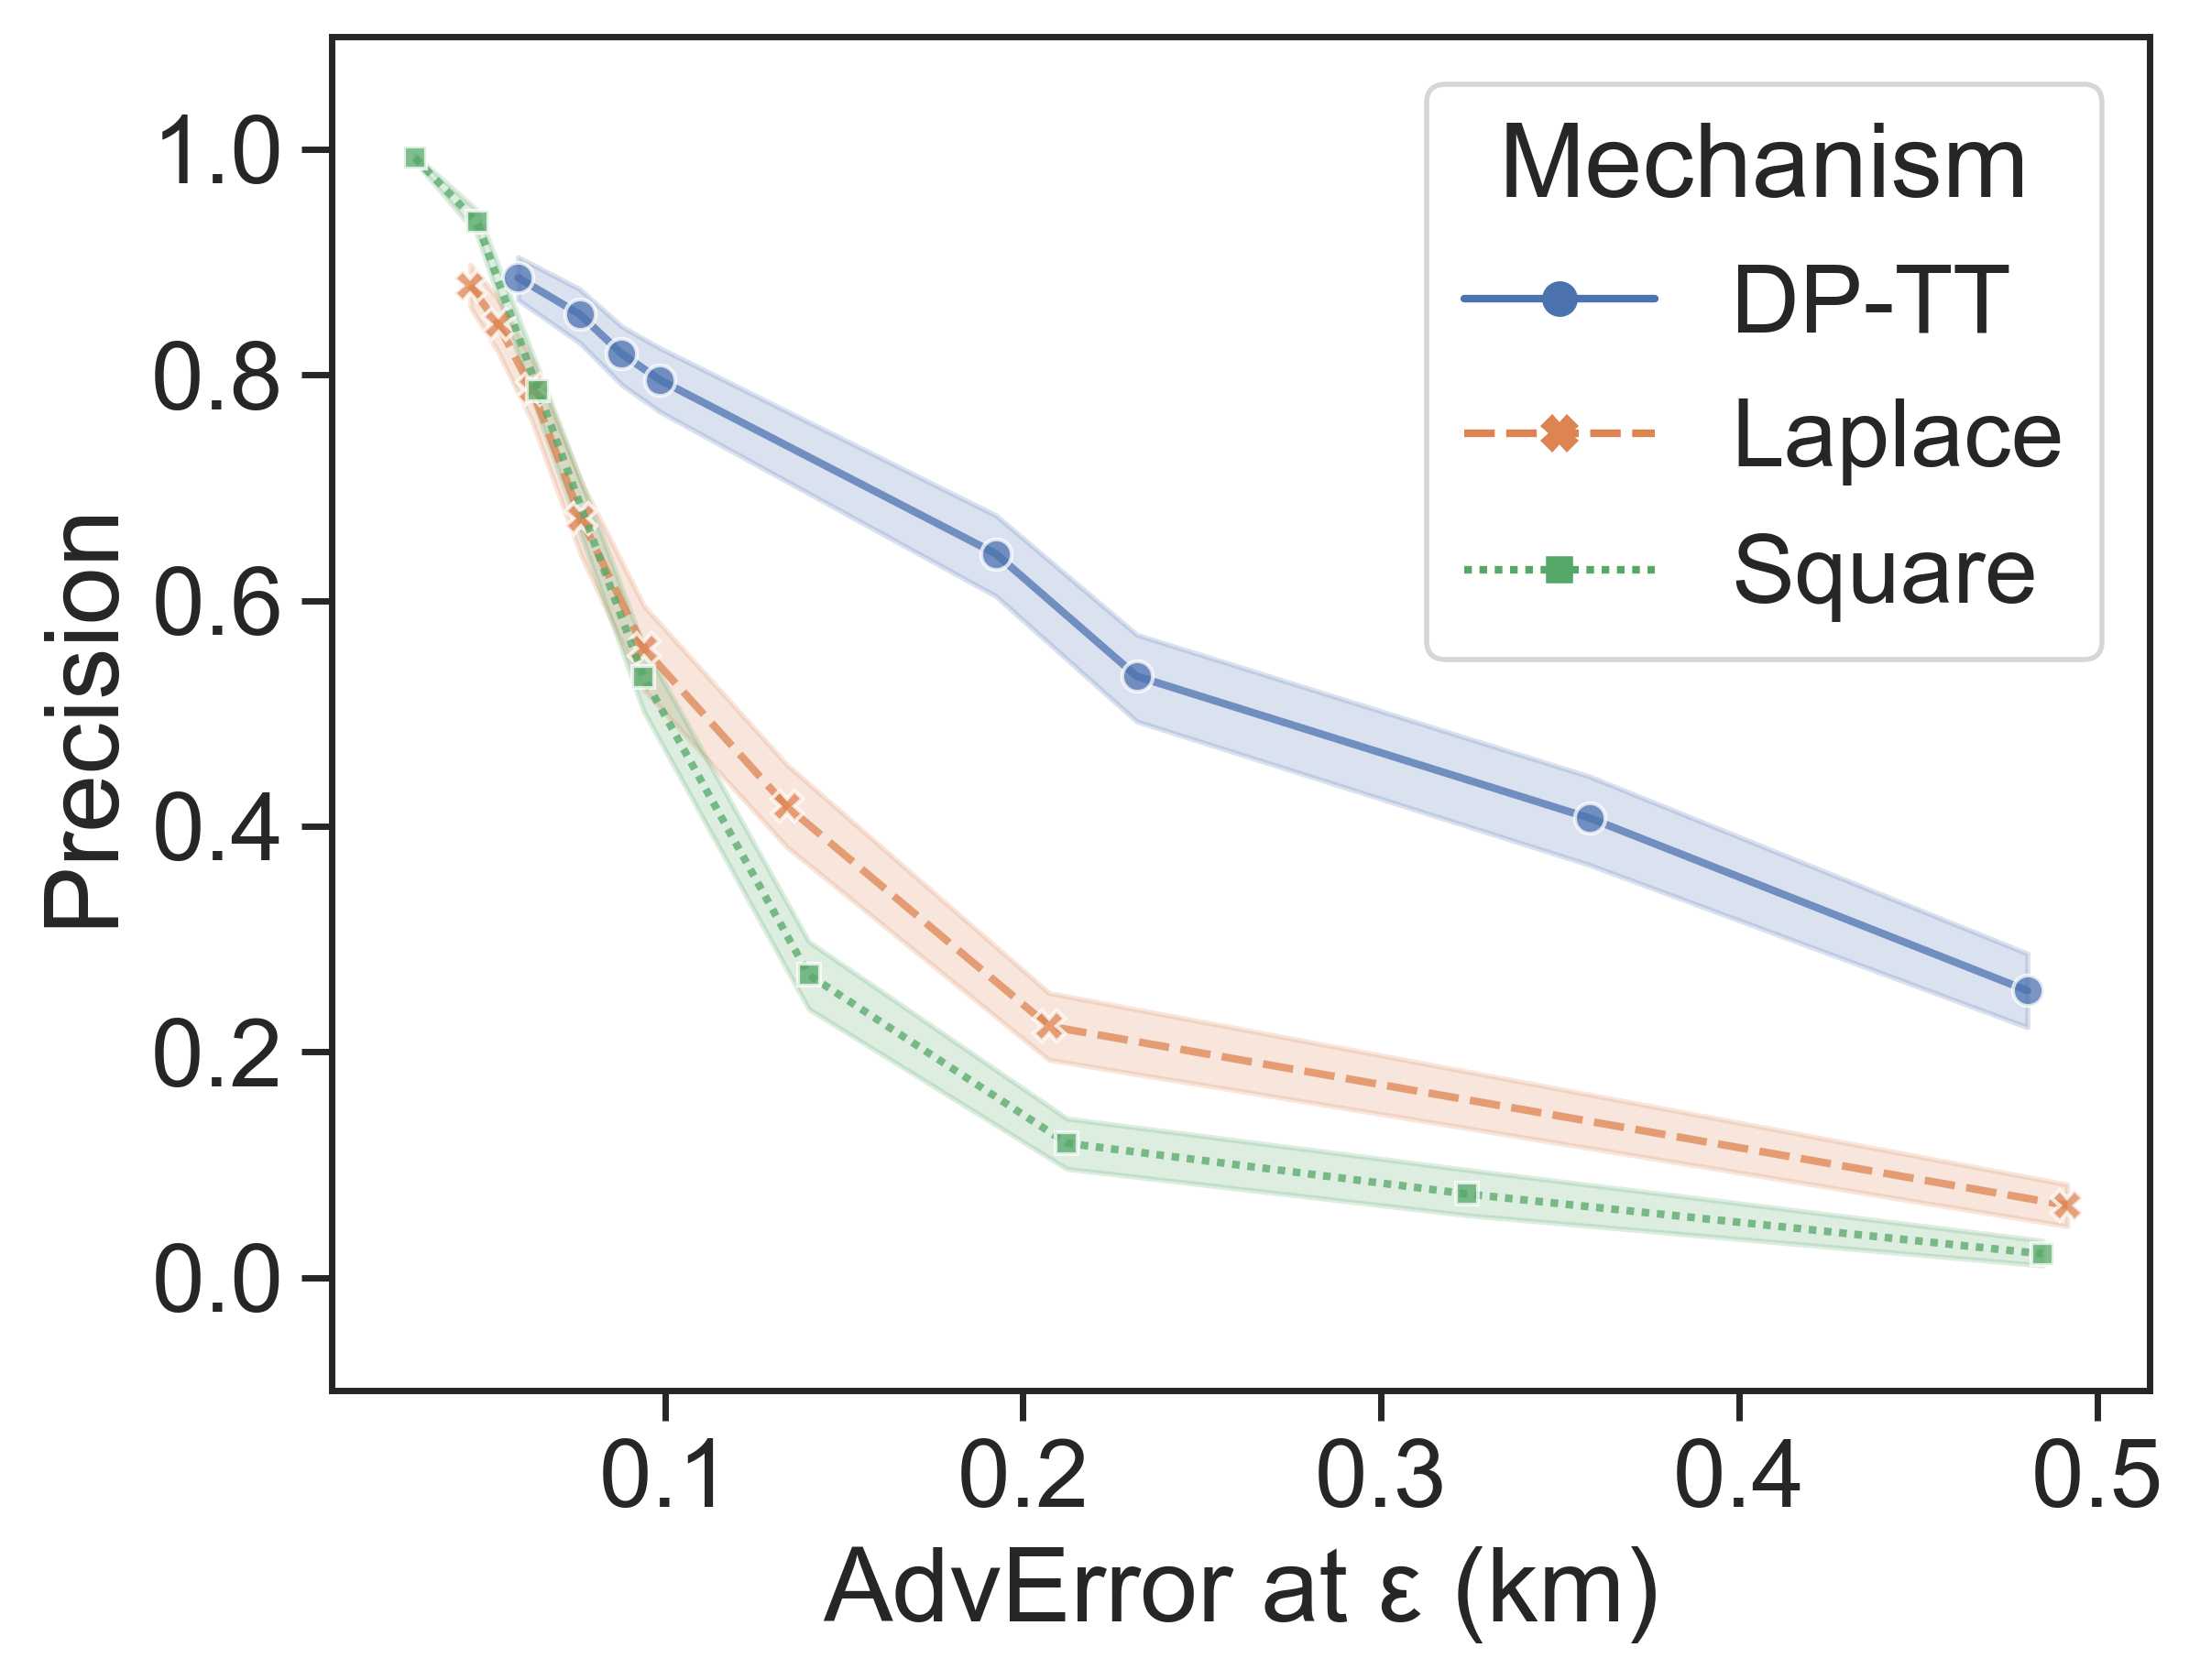 Precision
1.0
0.8
0.6
0.4
0.2
0.0
Mechanism
DP-TT
Laplace
Square
0.1 0.2 0.3 0.4 0.5
AdvError at ε (km)